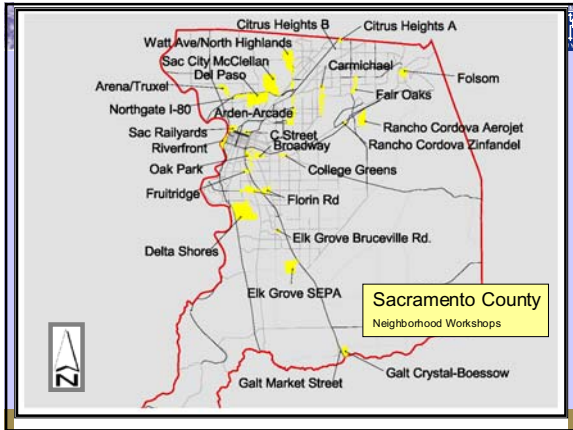 Citrus Heights B
Citrus Heights A
Watt Ave/North Highlands
Sac City McClellan
Del Paso
Carmichael
Folsom
Arena/Truxel
Fair Oaks
Northgate I-80
Arden-Arcade
Rancho Cordova Aerojet
Sac Railyards
C Street
Rancho Cordova Zinfandel
Riverfront
Broadway
Oak Park
College Greens
Fruitridge
Florin Rd
Elk Grove Bruceville Rd.
Delta Shores
Elk Grove SEPA
Sacramento County
Neighborhood Workshops
N
Galt Market Street
Galt Crystal-Boessow